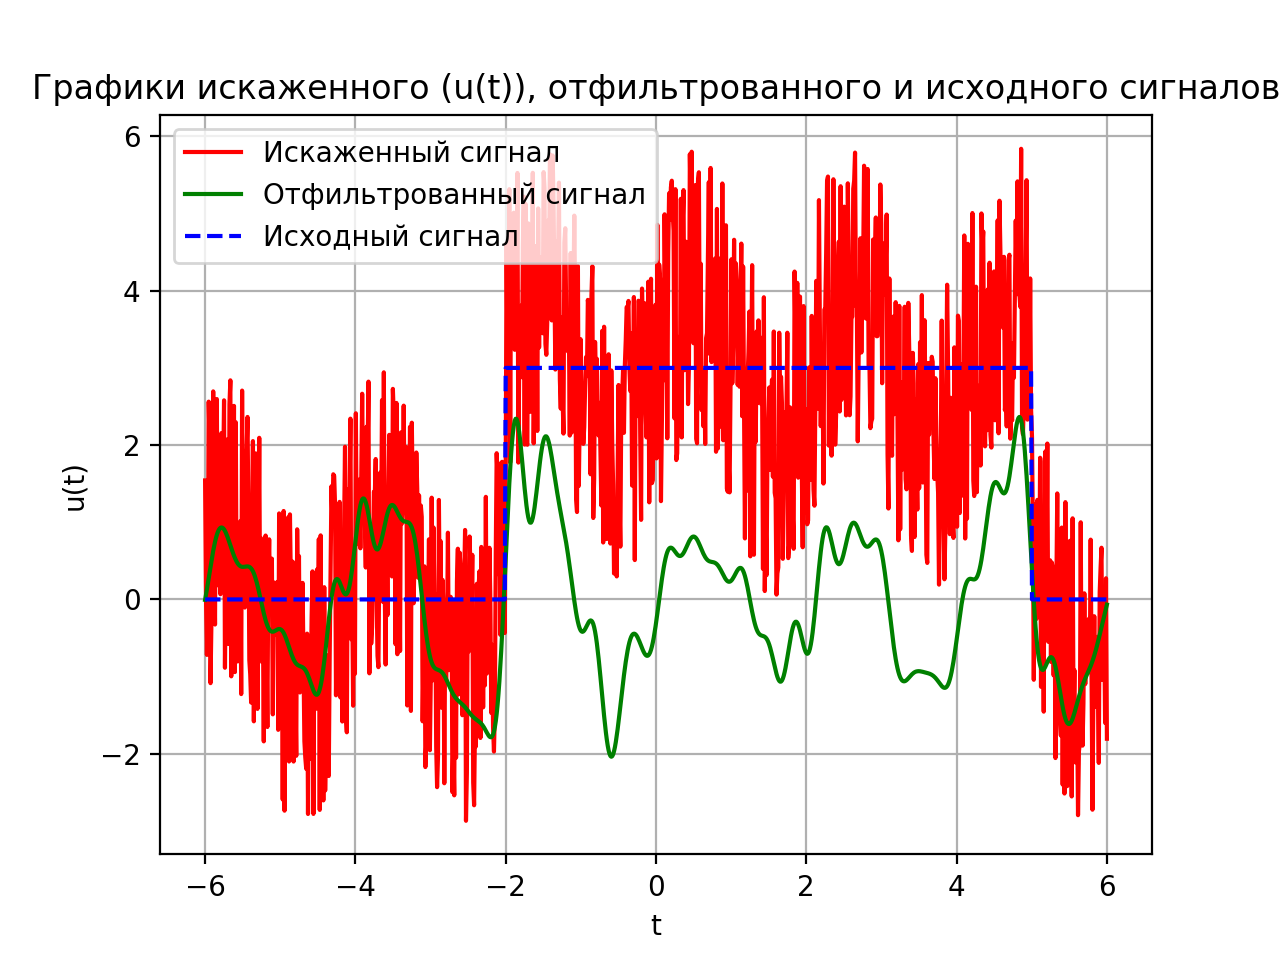 Графики искаженного (u(t)), отфильтрованного и исходного сигналов
Искаженный сигнал
Отфильтрованный сигнал
Исходный сигнал
6
4
2
0
−2
u(t)
−6 −4 −2 0 2 4 6
t